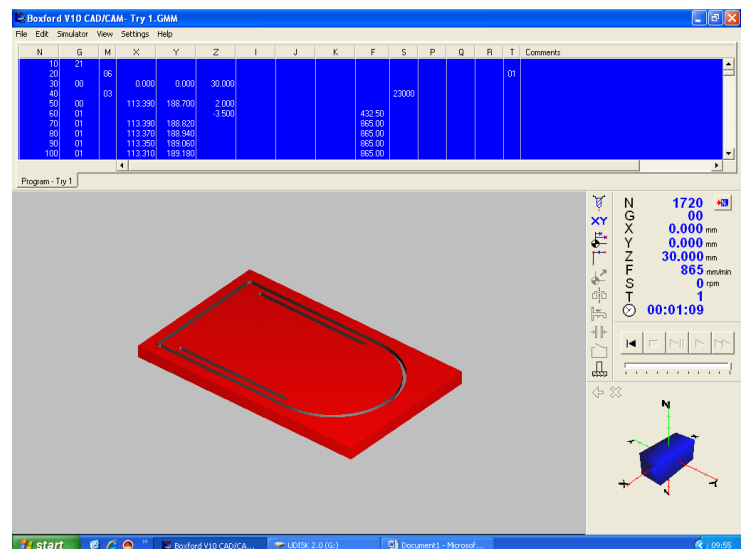 Boxford V10 CAD/CAM- Try 1.GMM
File Edit Simulator View Settings Help
N G M X Y Z I J K F S P Q R T Comments
10 21
20 06 01
30 00 0.000 0.000 30.000
40 03 23000
50 00 113.390 188.700 2.000
60 01 -3.500 432.50
70 01 113.390 188.820 865.00
80 01 113.370 188.940 865.00
90 01 113.350 189.060 865.00
100 01 113.310 189.180 865.00
Program - Try 1
XY
N 1720
G 00
X 0.000 mm
Y 0.000 mm
Z 30.000 mm
F 865 mm/min
S 0 rpm
T 1
00:01:09
start Boxford V10 CAD/CA... UDISK 2.0 (G:) Document1 - Microsof... 09:55